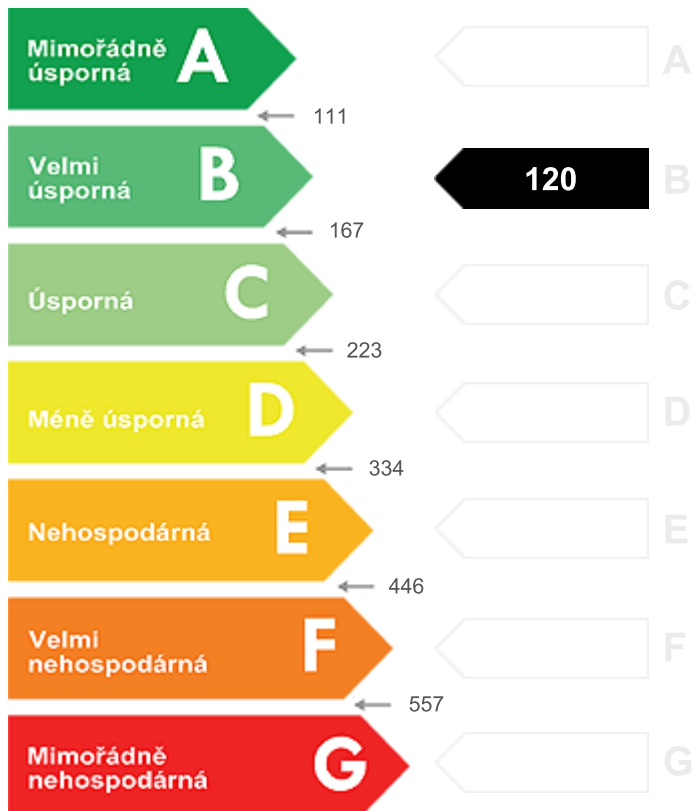 Mimořádně
úsporná
A
A
111
Velmi
úsporná
B
120
B
167
Úsporná
C
C
223
Méně úsporná
D
D
334
Nehospodárná
E
E
446
Velmi
nehospodárná
F
F
557
Mimořádně
nehospodárná
G
G